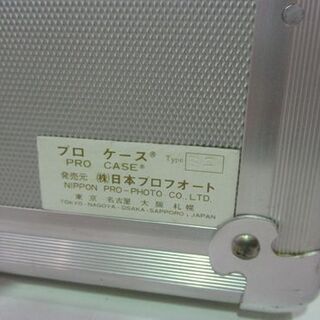 プロ ケース®
PRO CASE®
Type
発売元 ㈱日本プロフォート
NIPPON PRO-PHOTO CO.,LTD.
東京 名古屋 大阪 札幌
TOKYO·NAGOYA·OSAKA·SAPPORO, JAPAN